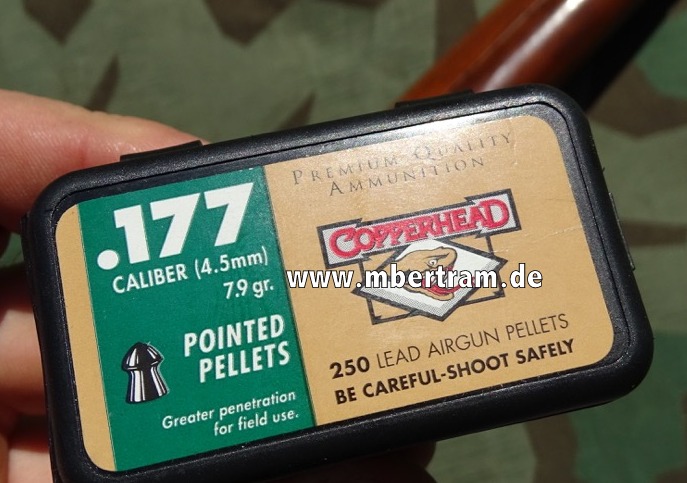 .177
CALIBER (4.5mm)
7.9 gr.
POINTED
PELLETS
Greater penetration
for field use.
PREMIUM QUALITY
AMMUNITION
COPPERHEAD
www.mbertram.de
250 LEAD AIRGUN PELLETS
BE CAREFUL-SHOOT SAFELY